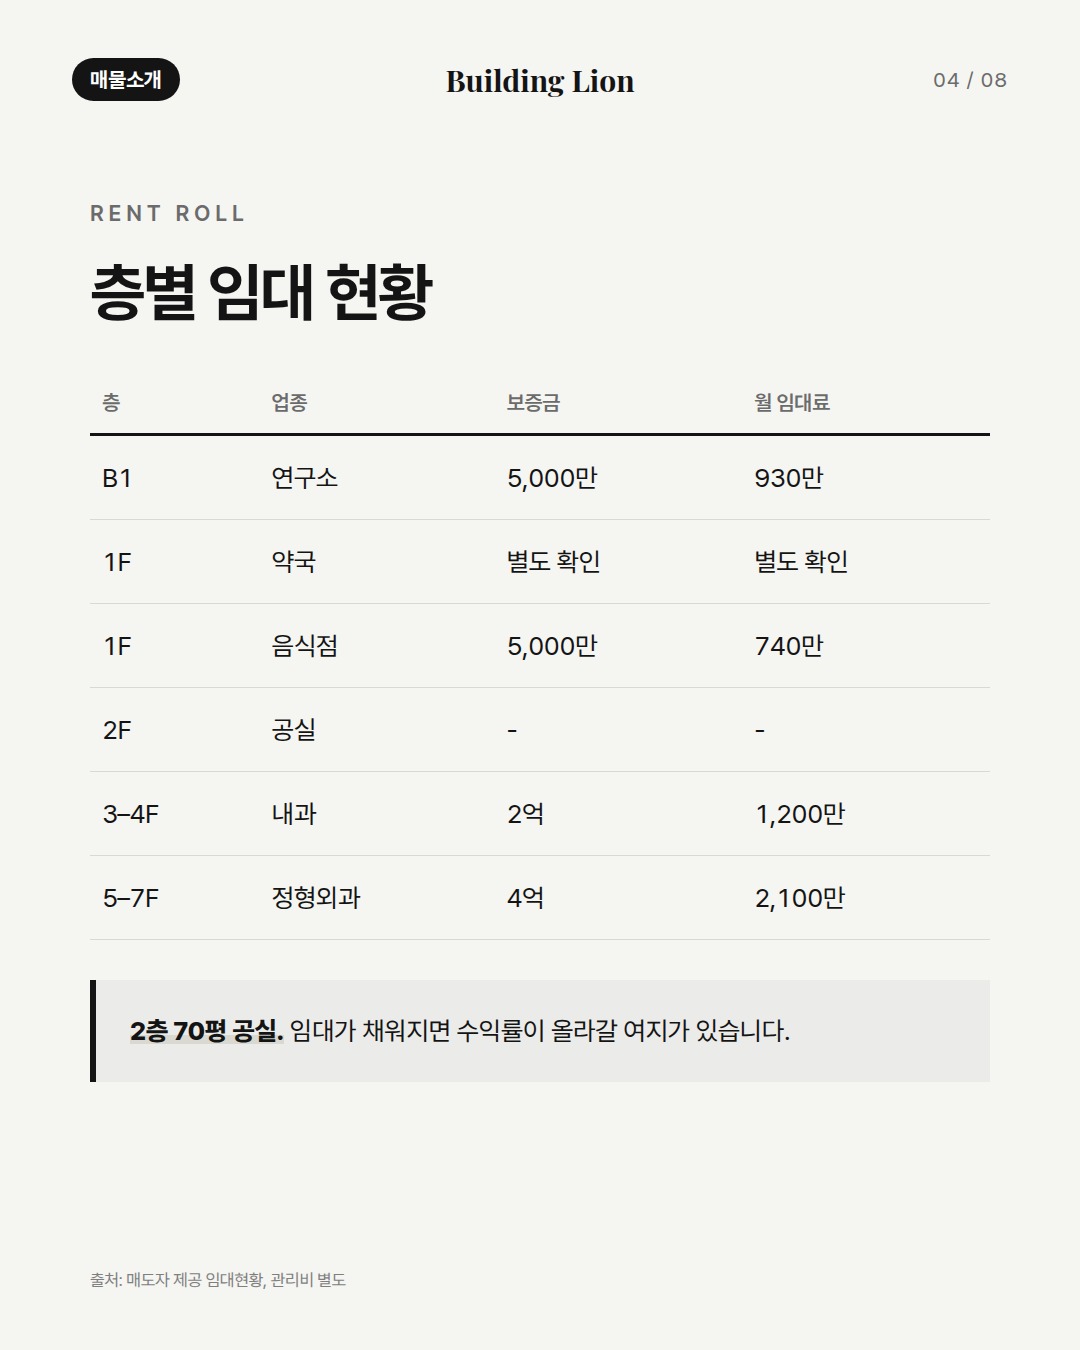 매물소개 Building Lion 04 / 08
RENT ROLL
층별 임대 현황
층 업종 보증금 월 임대료
B1 연구소 5,000만 930만
1F 약국 별도 확인 별도 확인
1F 음식점 5,000만 740만
2F 공실 - -
3–4F 내과 2억 1,200만
5–7F 정형외과 4억 2,100만
2층 70평 공실. 임대가 채워지면 수익률이 올라갈 여지가 있습니다.
출처: 매도자 제공 임대현황, 관리비 별도